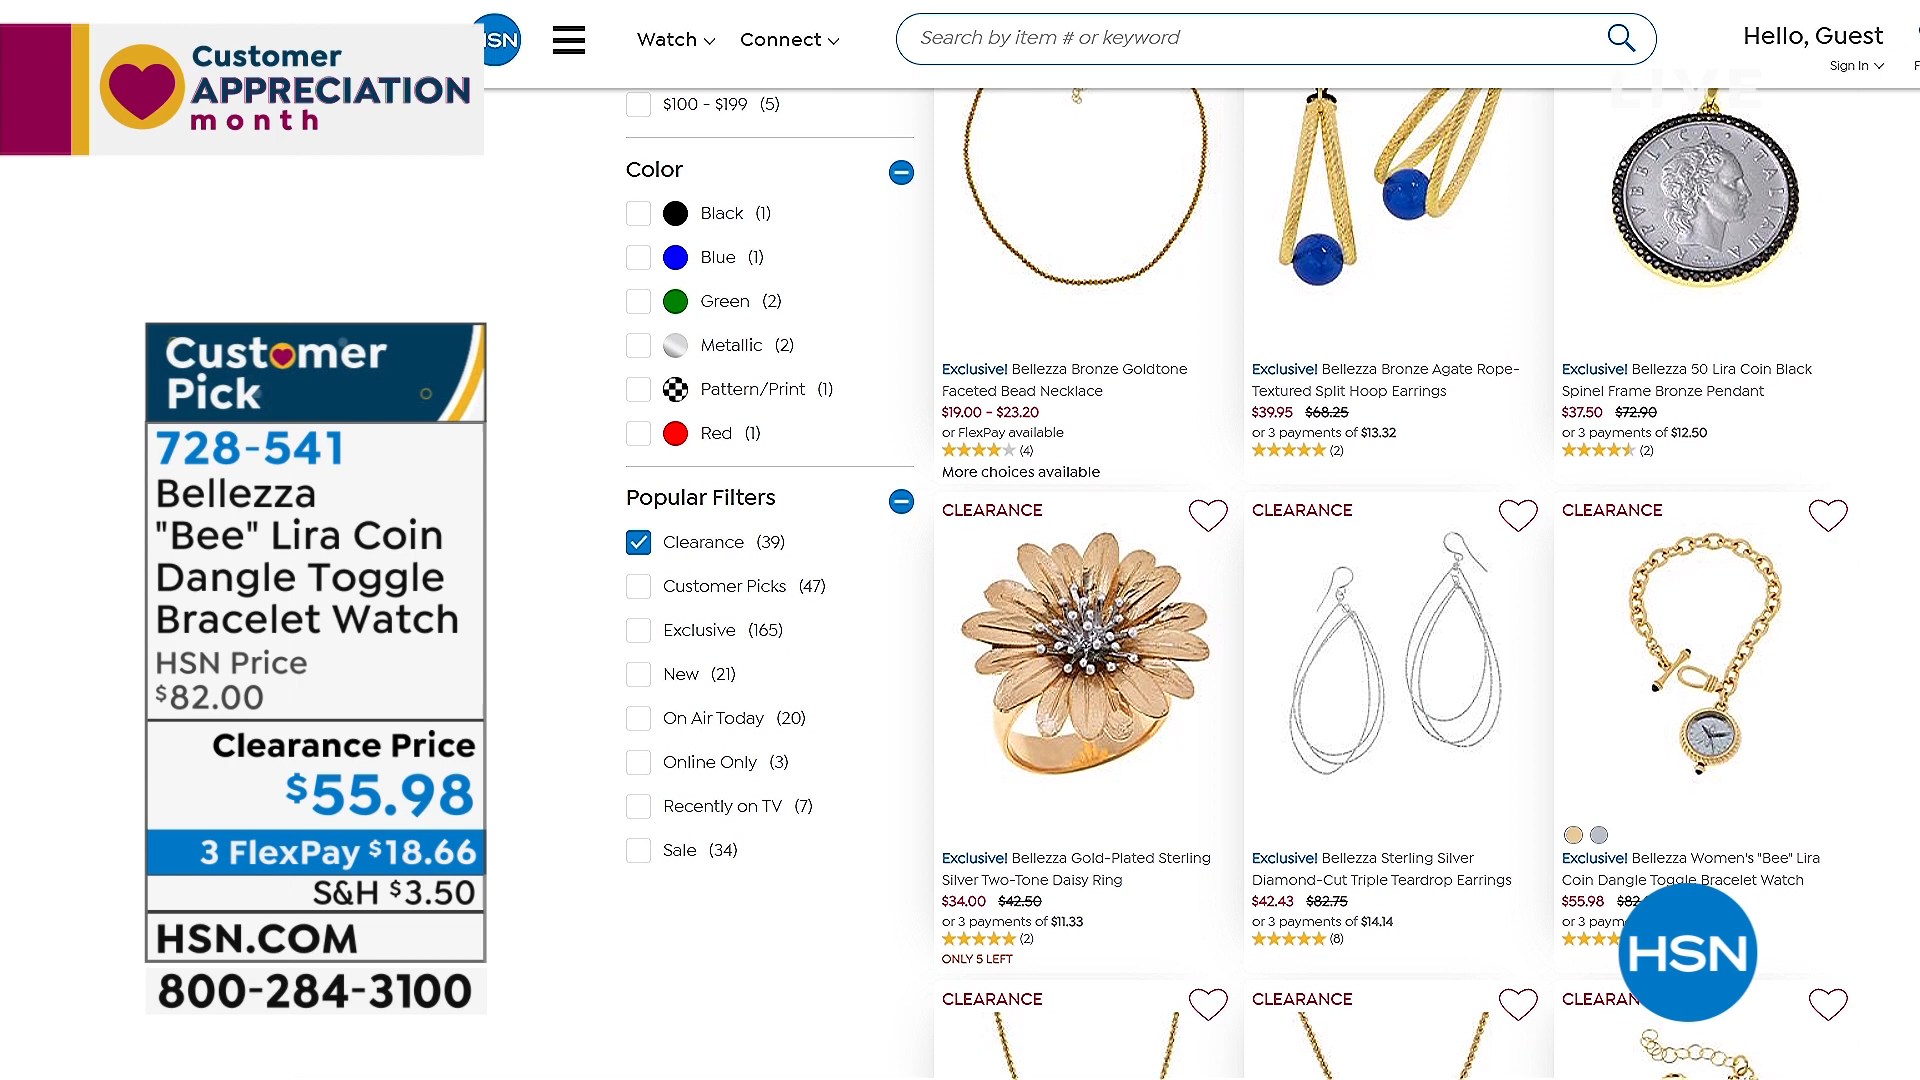 Customer
APPRECIATION
month
HSN
Watch
Connect
Search by item # or keyword
Hello, Guest
Sign In
LIVE
$100 - $199 (5)
Color
Black (1)
Blue (1)
Green (2)
Metallic (2)
Pattern/Print (1)
Red (1)
Popular Filters
Clearance (39)
Customer Picks (47)
Exclusive (165)
New (21)
On Air Today (20)
Online Only (3)
Recently on TV (7)
Sale (34)
Customer
Pick
728-541
Bellezza
"Bee" Lira Coin
Dangle Toggle
Bracelet Watch
HSN Price
$82.00
Clearance Price
$55.98
3 FlexPay $18.66
S&H $3.50
HSN.COM
800-284-3100
REPVBBLICA · ITALIANA
Exclusive! Bellezza Bronze Goldtone
Faceted Bead Necklace
$19.00 - $23.20
or FlexPay available
(4)
More choices available
Exclusive! Bellezza Bronze Agate Rope-
Textured Split Hoop Earrings
$39.95 $68.25
or 3 payments of $13.32
(2)
Exclusive! Bellezza 50 Lira Coin Black
Spinel Frame Bronze Pendant
$37.50 $72.90
or 3 payments of $12.50
(2)
CLEARANCE
Exclusive! Bellezza Gold-Plated Sterling
Silver Two-Tone Daisy Ring
$34.00 $42.50
or 3 payments of $11.33
(2)
ONLY 5 LEFT
CLEARANCE
Exclusive! Bellezza Sterling Silver
Diamond-Cut Triple Teardrop Earrings
$42.43 $82.75
or 3 payments of $14.14
(8)
CLEARANCE
Exclusive! Bellezza Women's "Bee" Lira
Coin Dangle Toggle Bracelet Watch
$55.98 $82
or 3 paym
HSN
CLEARANCE
CLEARANCE
CLEARAN